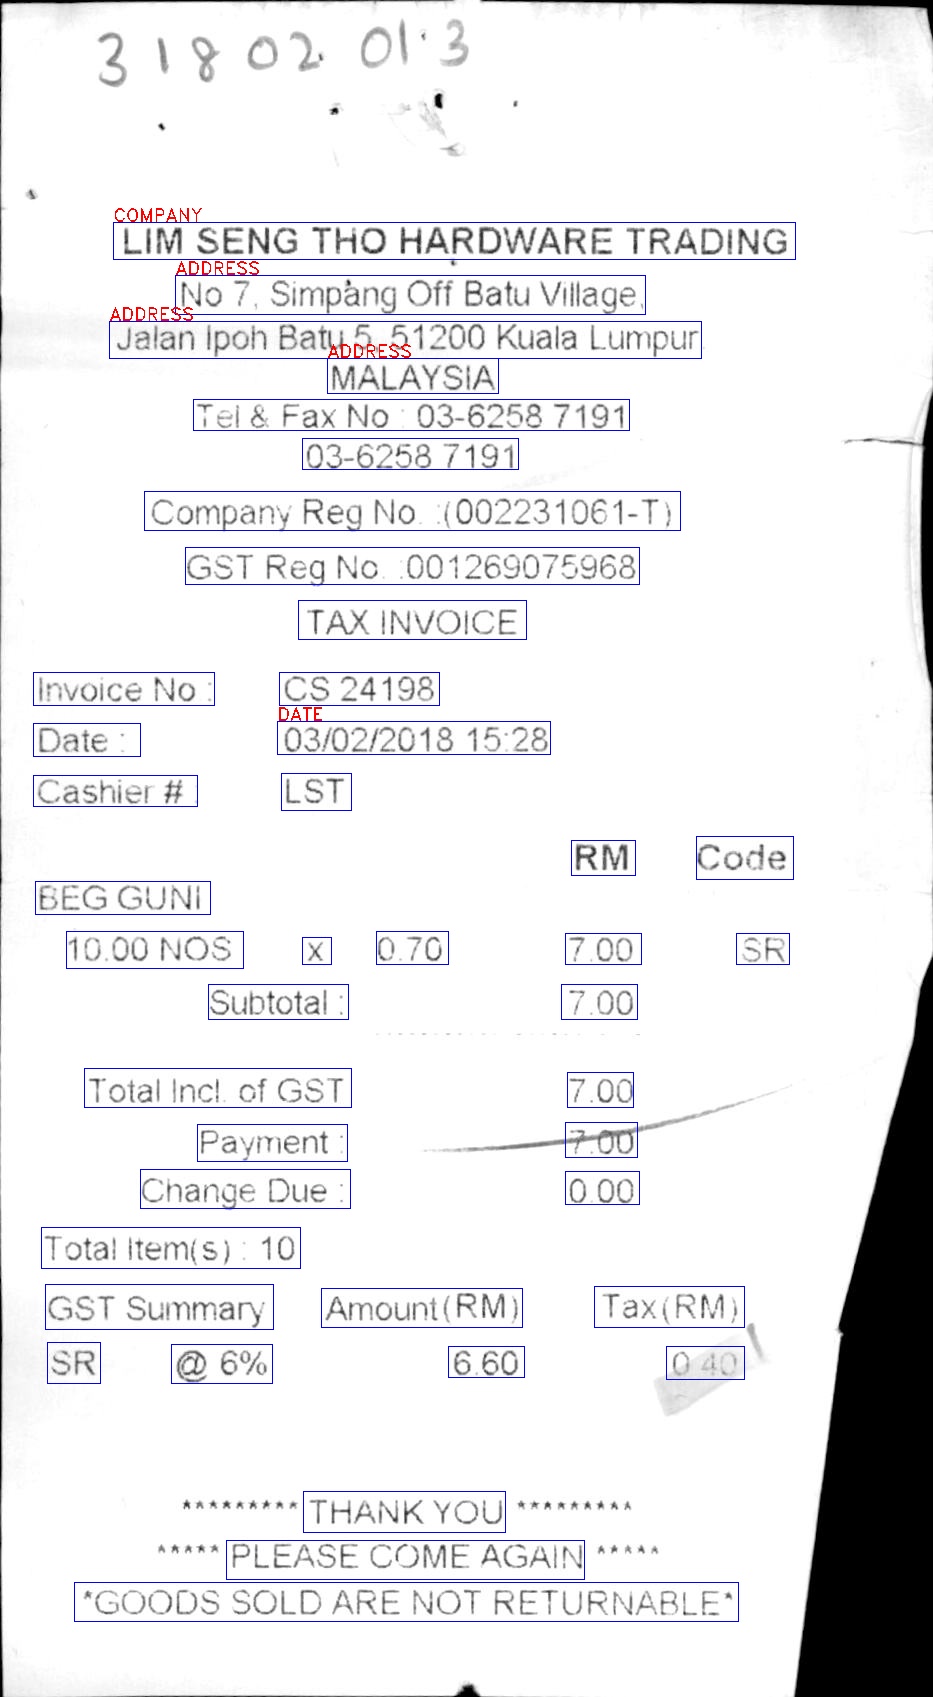 31802 01.3
COMPANY
LIM SENG THO HARDWARE TRADING
ADDRESS
No 7, Simpang Off Batu Village,
ADDRESS
Jalan Ipoh Batu 5, 51200 Kuala Lumpur
ADDRESS
MALAYSIA
Tel & Fax No : 03-6258 7191
03-6258 7191
Company Reg No. :(002231061-T)
GST Reg No. :001269075968
TAX INVOICE
Invoice No : CS 24198
DATE
Date : 03/02/2018 15:28
Cashier # LST
RM Code
BEG GUNI
10.00 NOS x 0.70 7.00 SR
Subtotal : 7.00
Total Incl. of GST 7.00
Payment : 7.00
Change Due : 0.00
Total Item(s) : 10
GST Summary Amount(RM) Tax(RM)
SR @ 6% 6.60 0.40
********* THANK YOU *********
***** PLEASE COME AGAIN *****
*GOODS SOLD ARE NOT RETURNABLE*